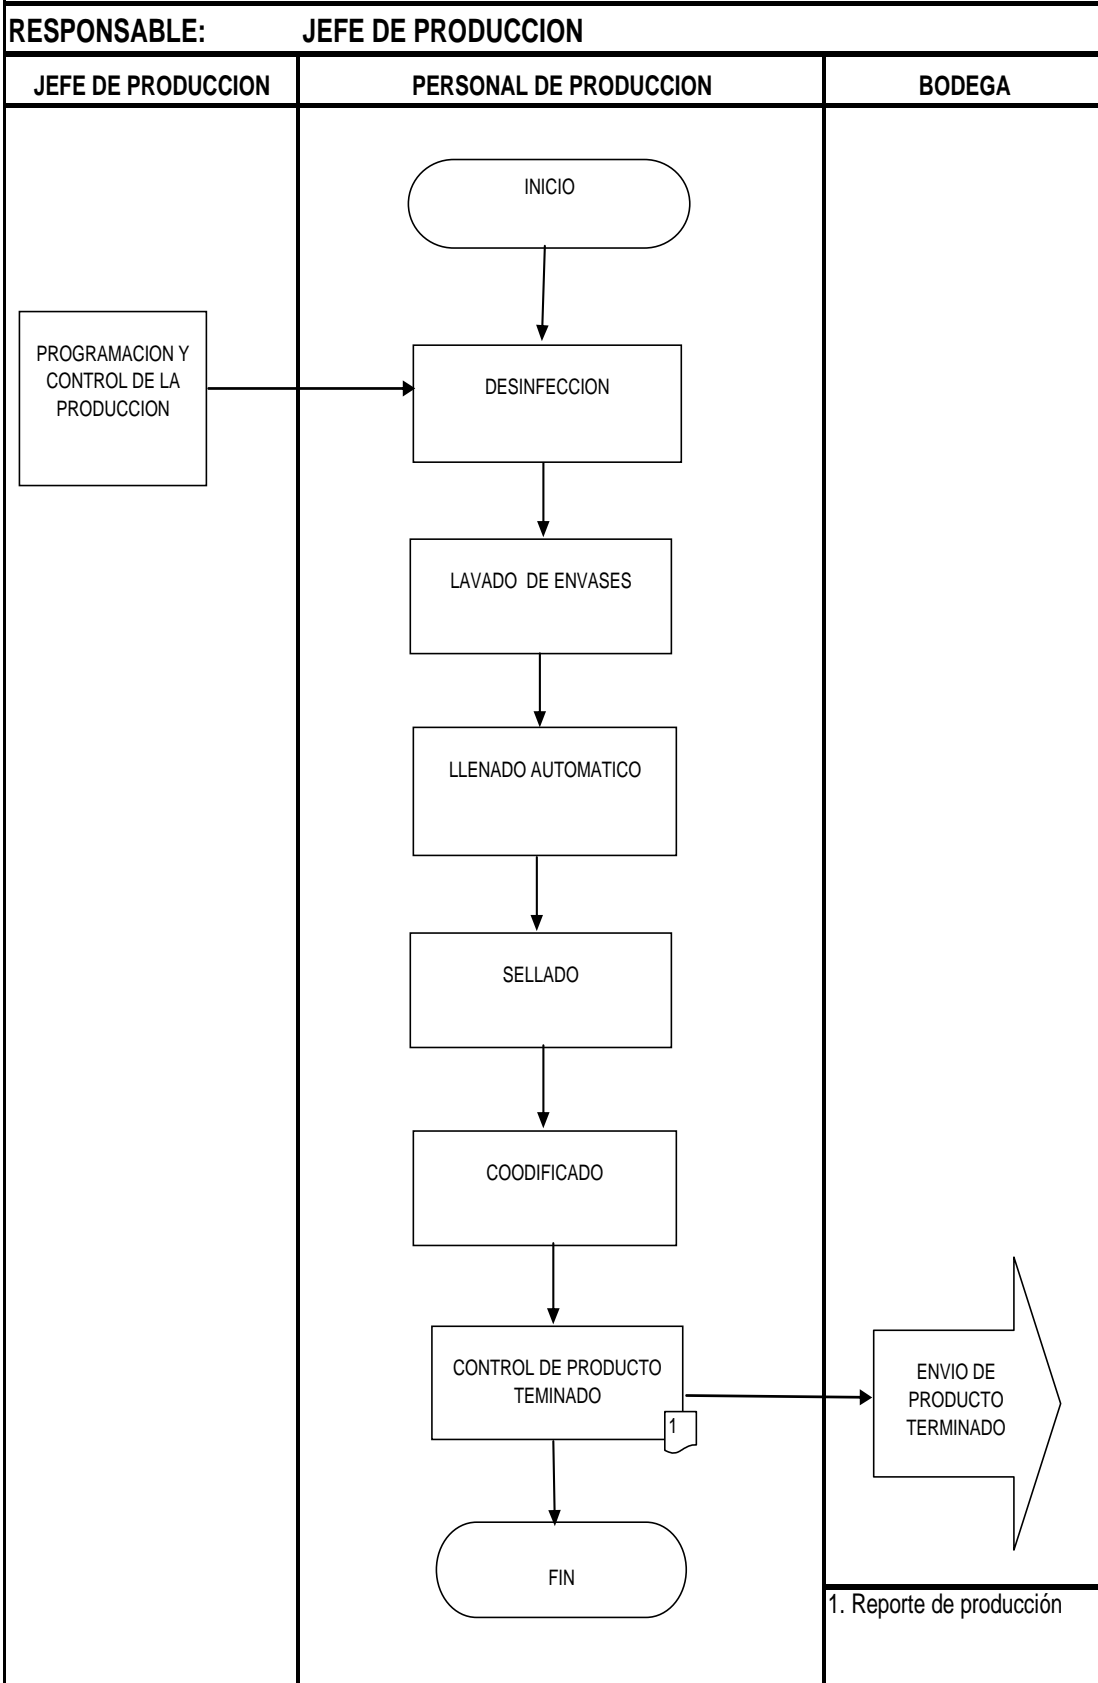 RESPONSABLE: JEFE DE PRODUCCION
JEFE DE PRODUCCION PERSONAL DE PRODUCCION BODEGA
INICIO
PROGRAMACION Y
CONTROL DE LA
PRODUCCION
DESINFECCION
LAVADO DE ENVASES
LLENADO AUTOMATICO
SELLADO
COODIFICADO
CONTROL DE PRODUCTO
TEMINADO
1
ENVIO DE
PRODUCTO
TERMINADO
FIN
1. Reporte de producción